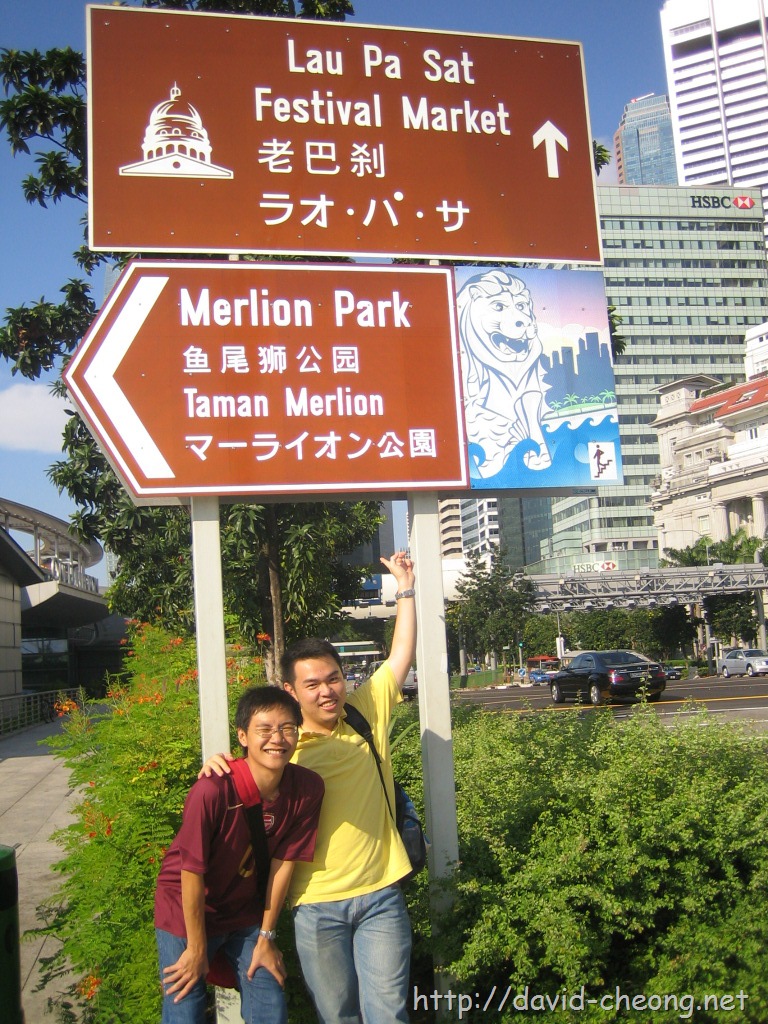 Lau Pa Sat
Festival Market
老巴刹
ラオ・パ・サ
HSBC
Merlion Park
鱼尾狮公园
Taman Merlion
マーライオン公園
HSBC
http://david-cheong.net